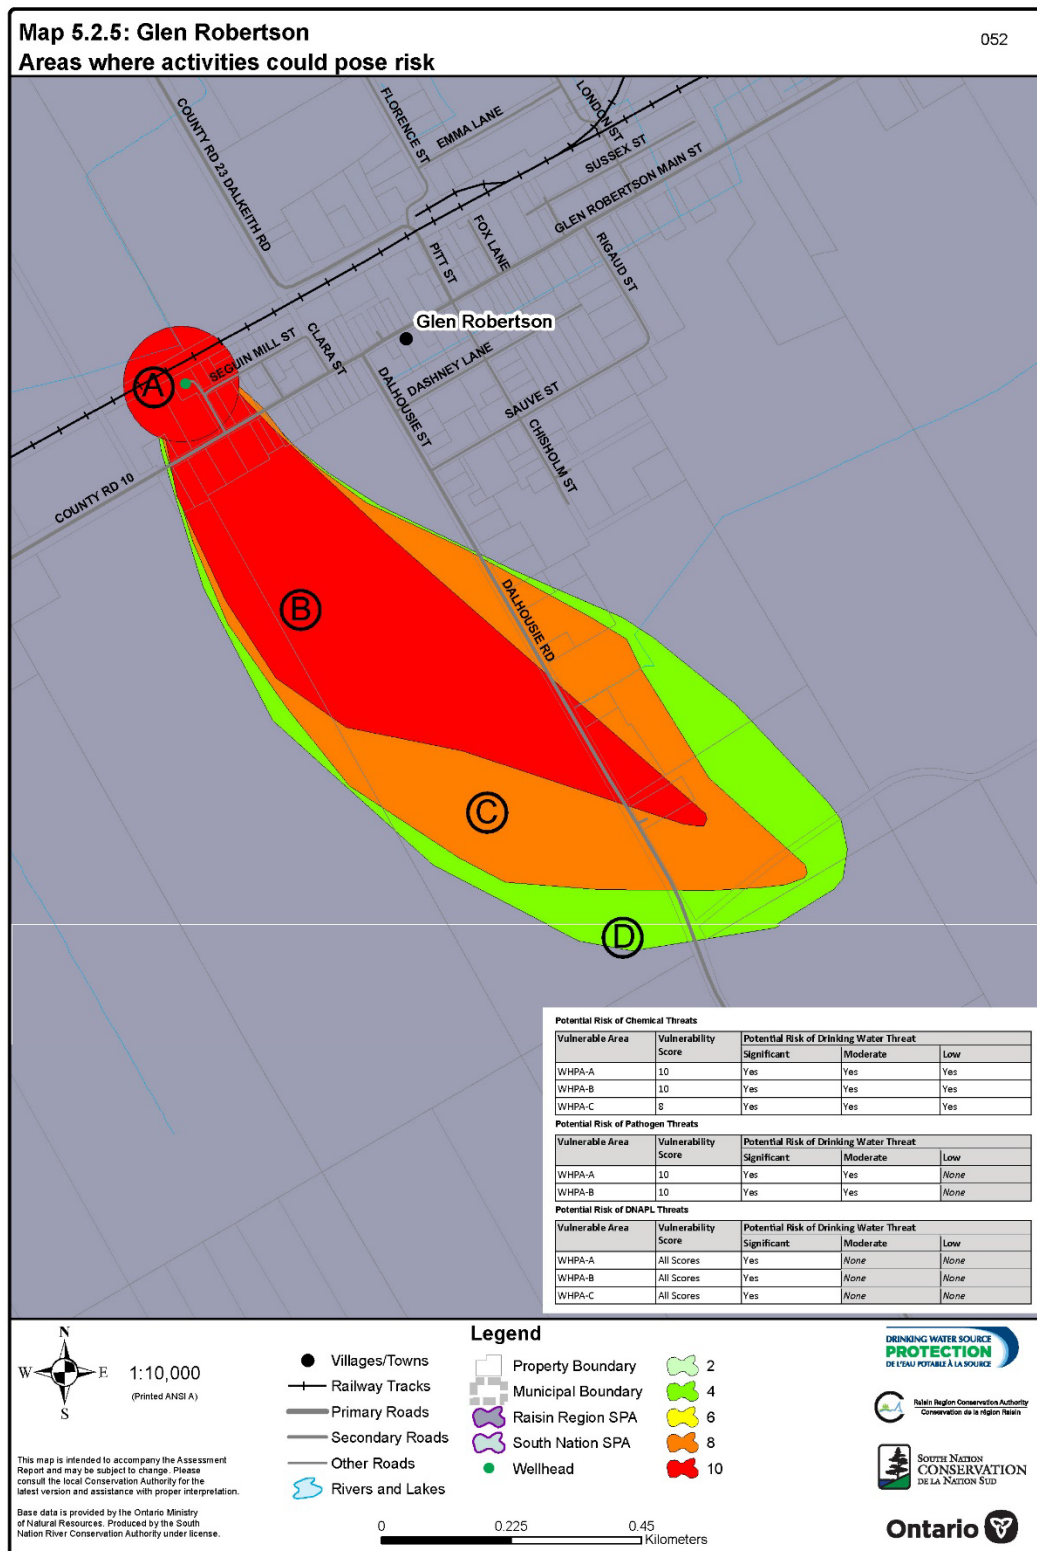 Map 5.2.5: Glen Robertson
Areas where activities could pose risk
052
COUNTY RD 23 DALKEITH RD
FLORENCE ST
EMMA LANE
LONDON ST
SUSSEX ST
GLEN ROBERTSON MAIN ST
FOX LANE
PITT ST
RIGAUD ST
Glen Robertson
SEGUIN MILL ST
CLARA ST
DASHNEY LANE
DALHOUSIE ST
SAUVE ST
CHISHOLM ST
COUNTY RD 10
DALHOUSIE RD
A
B
C
D
Potential Risk of Chemical Threats
Vulnerable Area Vulnerability Score Potential Risk of Drinking Water Threat
Significant Moderate Low
WHPA-A 10 Yes Yes Yes
WHPA-B 10 Yes Yes Yes
WHPA-C 8 Yes Yes Yes
Potential Risk of Pathogen Threats
Vulnerable Area Vulnerability Score Potential Risk of Drinking Water Threat
Significant Moderate Low
WHPA-A 10 Yes Yes None
WHPA-B 10 Yes Yes None
Potential Risk of DNAPL Threats
Vulnerable Area Vulnerability Score Potential Risk of Drinking Water Threat
Significant Moderate Low
WHPA-A All Scores Yes None None
WHPA-B All Scores Yes None None
WHPA-C All Scores Yes None None
N
W E
S
1:10,000
(Printed ANSI A)
This map is intended to accompany the Assessment
Report and may be subject to change. Please
consult the local Conservation Authority for the
latest version and assistance with proper interpretation.
Base data is provided by the Ontario Ministry
of Natural Resources. Produced by the South
Nation River Conservation Authority under license.
Legend
Villages/Towns
Railway Tracks
Primary Roads
Secondary Roads
Other Roads
Rivers and Lakes
Property Boundary
Municipal Boundary
Raisin Region SPA
South Nation SPA
Wellhead
2
4
6
8
10
0 0.225 0.45
Kilometers
DRINKING WATER SOURCE
PROTECTION
DE L'EAU POTABLE À LA SOURCE
Raisin Region Conservation Authority
Conservation de la région Raisin
SOUTH NATION
CONSERVATION
DE LA NATION SUD
Ontario